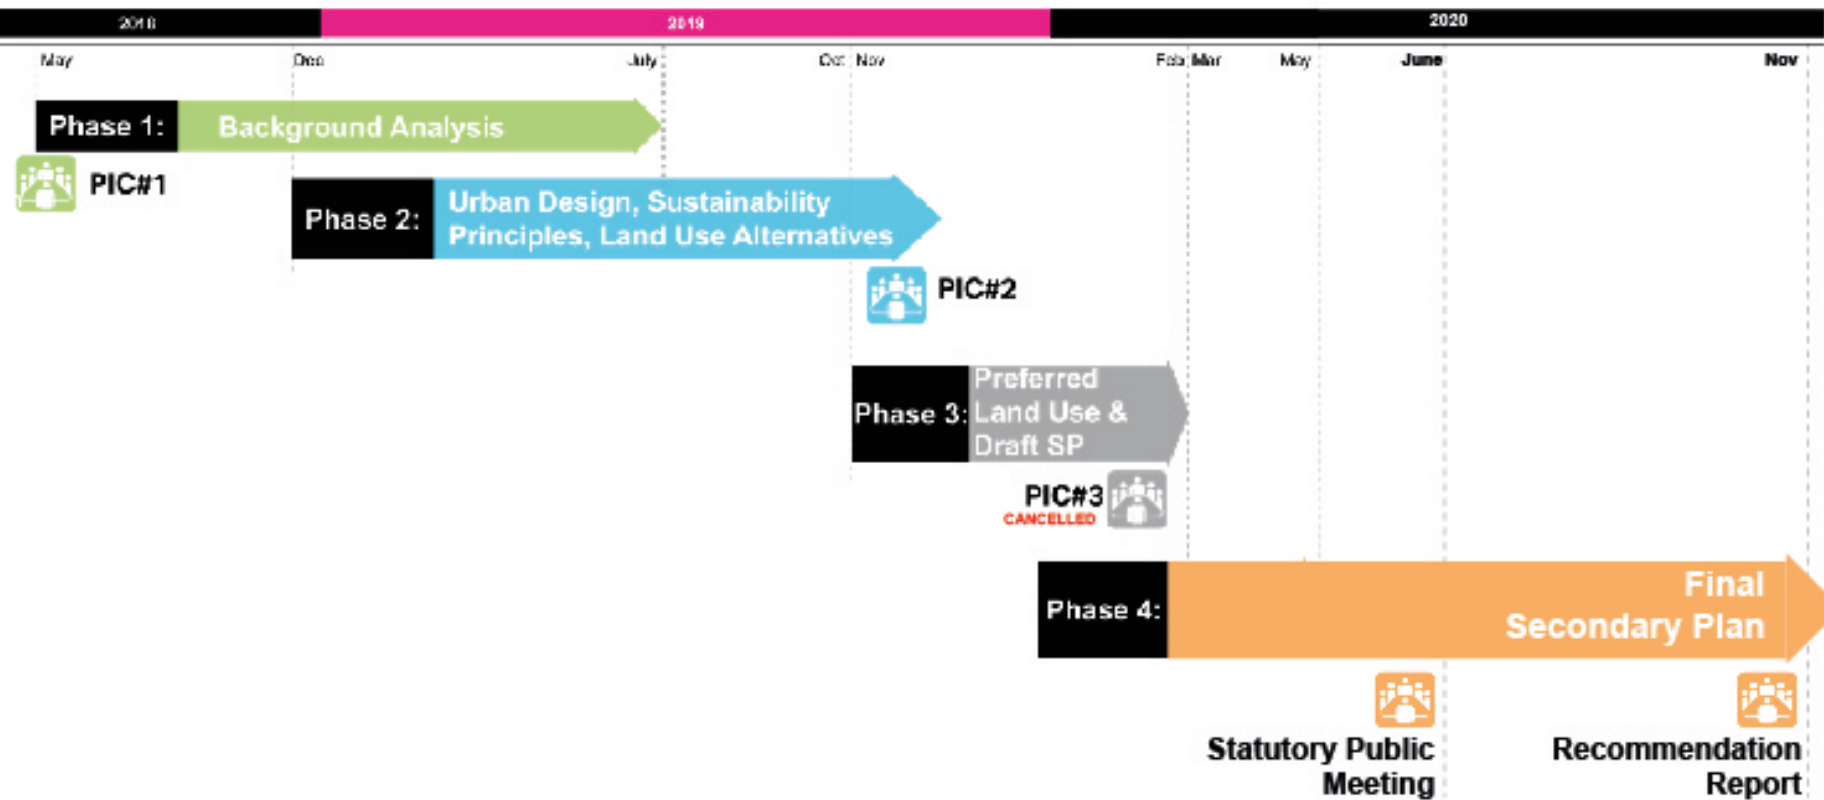 2018 2019 2020
May Dec July Oct Nov Feb Mar May June Nov
Phase 1: Background Analysis
PIC#1
Phase 2: Urban Design, Sustainability
Principles, Land Use Alternatives
PIC#2
Phase 3: Preferred
Land Use &
Draft SP
PIC#3
CANCELLED
Phase 4: Final
Secondary Plan
Statutory Public
Meeting
Recommendation
Report